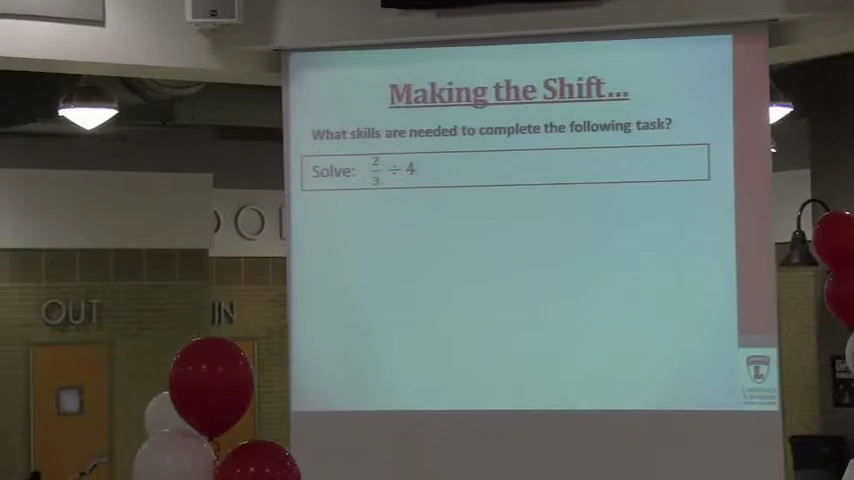 Making the Shift...
What skills are needed to complete the following task?
Solve: 2/3 ÷ 4
OUT
IN
L